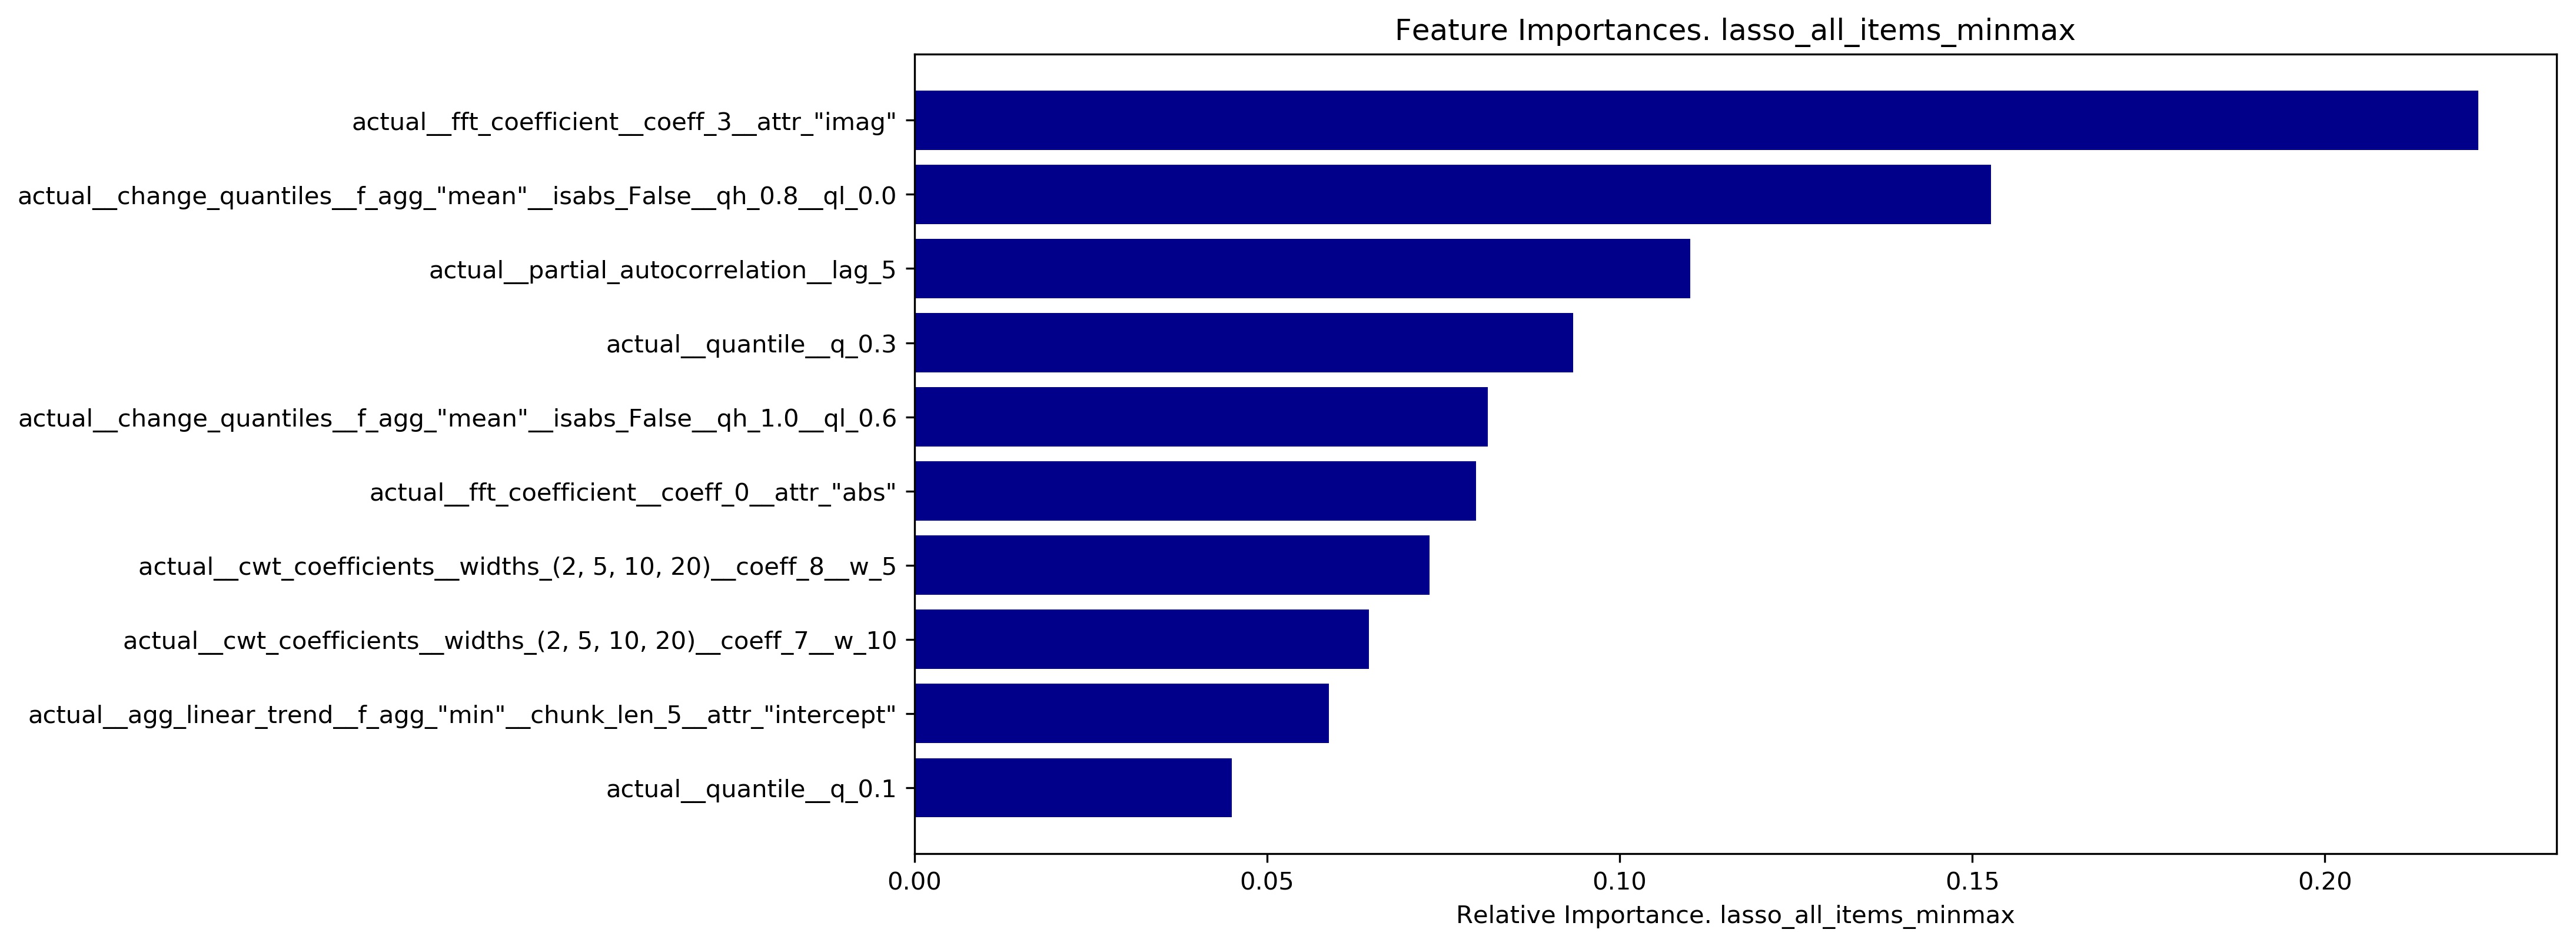 Feature Importances. lasso_all_items_minmax
actual__fft_coefficient__coeff_3__attr_"imag"
actual__change_quantiles__f_agg_"mean"__isabs_False__qh_0.8__ql_0.0
actual__partial_autocorrelation__lag_5
actual__quantile__q_0.3
actual__change_quantiles__f_agg_"mean"__isabs_False__qh_1.0__ql_0.6
actual__fft_coefficient__coeff_0__attr_"abs"
actual__cwt_coefficients__widths_(2, 5, 10, 20)__coeff_8__w_5
actual__cwt_coefficients__widths_(2, 5, 10, 20)__coeff_7__w_10
actual__agg_linear_trend__f_agg_"min"__chunk_len_5__attr_"intercept"
actual__quantile__q_0.1
0.00 0.05 0.10 0.15 0.20
Relative Importance. lasso_all_items_minmax